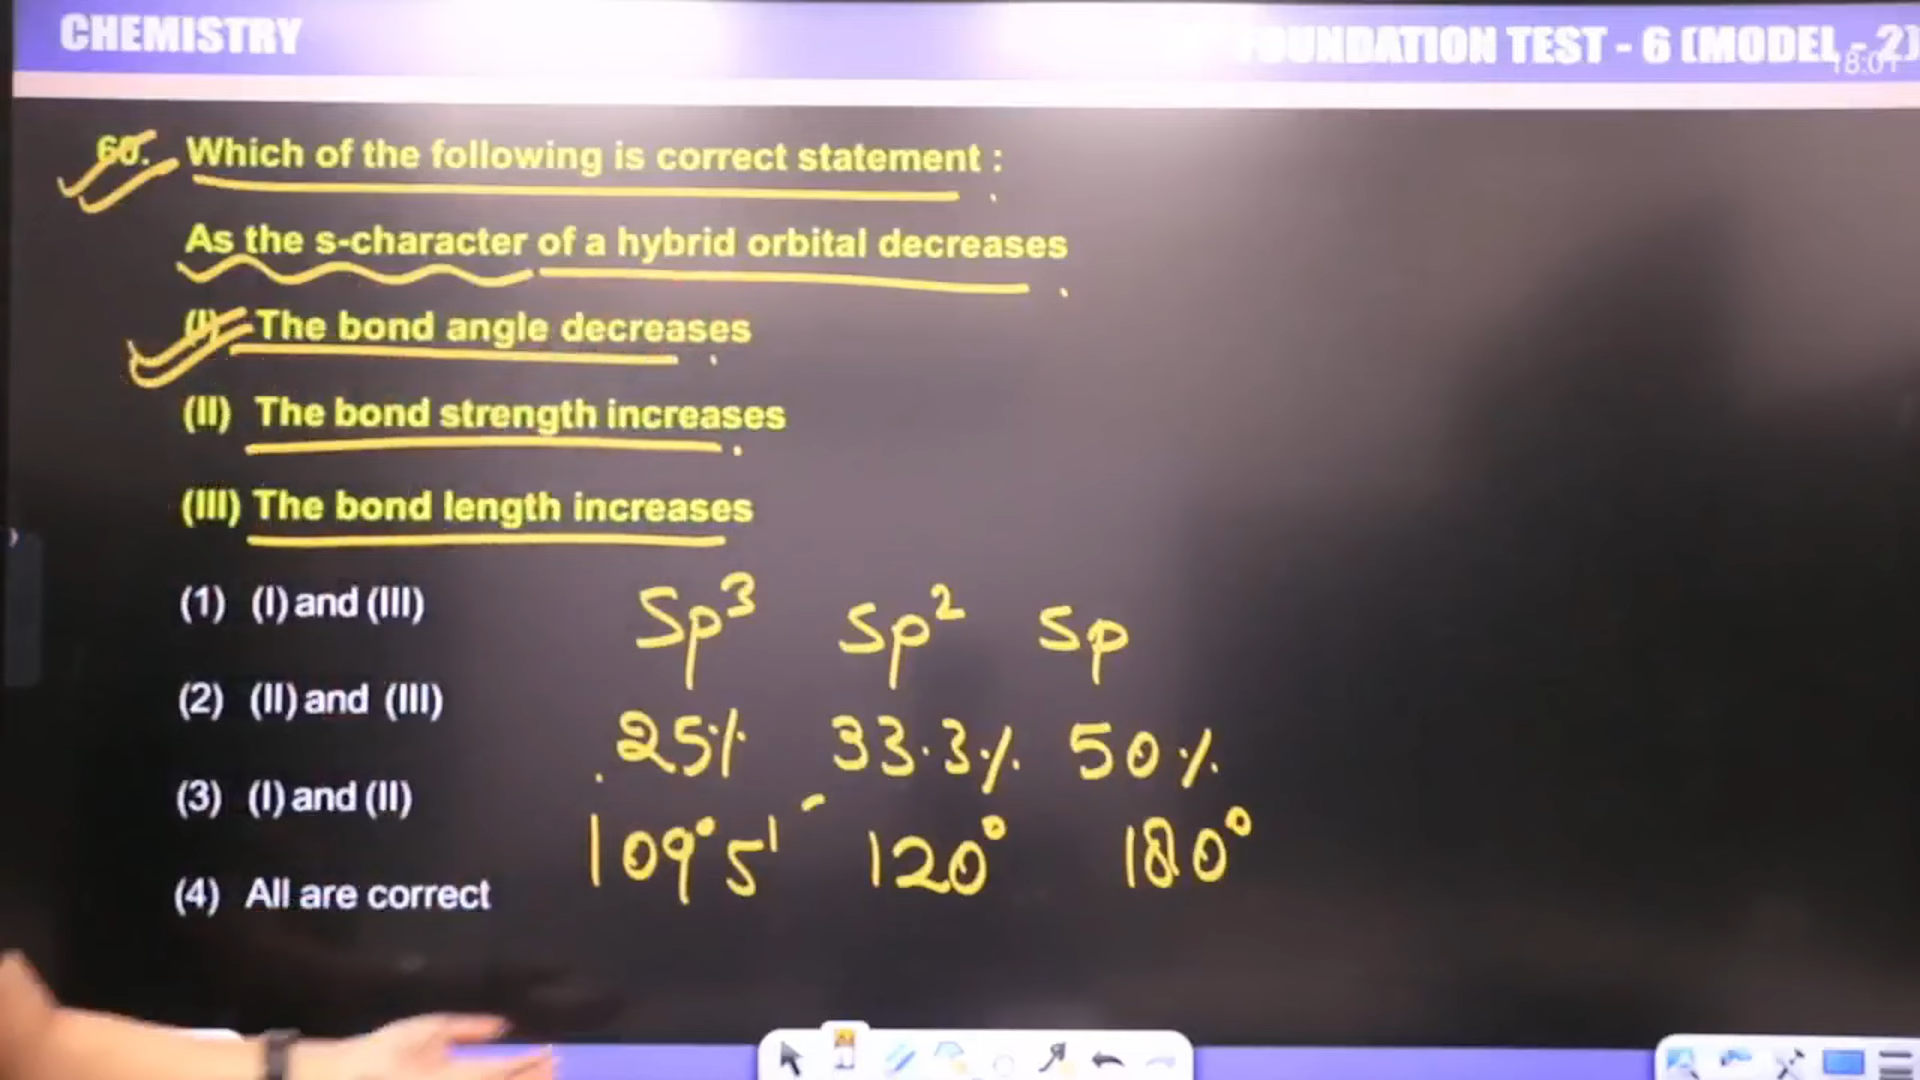 CHEMISTRY
FOUNDATION TEST - 6 (MODEL - 2)
18:01
60. Which of the following is correct statement :
As the s-character of a hybrid orbital decreases
(I) The bond angle decreases
(II) The bond strength increases
(III) The bond length increases
(1) (I) and (III)
(2) (II) and (III)
(3) (I) and (II)
(4) All are correct
Sp³ Sp² Sp
25% 33.3% 50%
109°5' 120° 180°